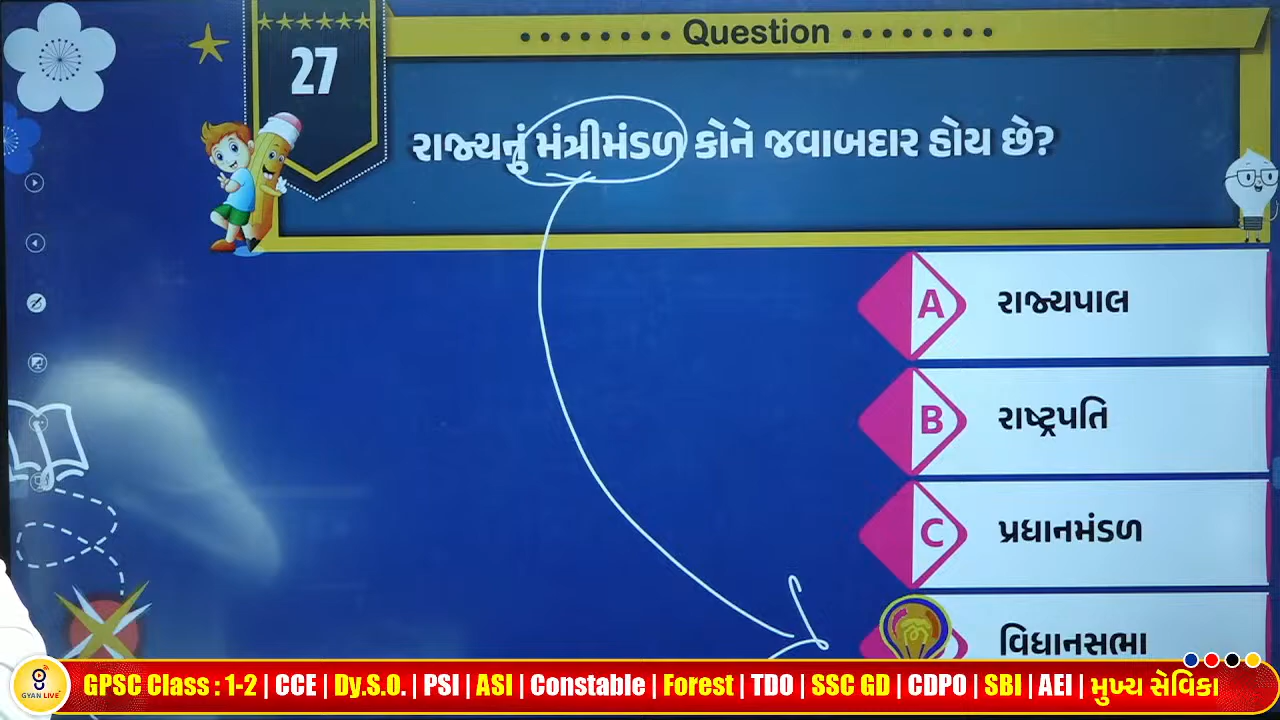 Question
27
રાજ્યનું મંત્રીમંડળ કોને જવાબદાર હોય છે?
A રાજ્યપાલ
B રાષ્ટ્રપતિ
C પ્રધાનમંડળ
વિધાનસભા
GYAN LIVE
GPSC Class : 1-2 | CCE | Dy.S.O. | PSI | ASI | Constable | Forest | TDO | SSC GD | CDPO | SBI | AEI | મુખ્ય સેવિકા